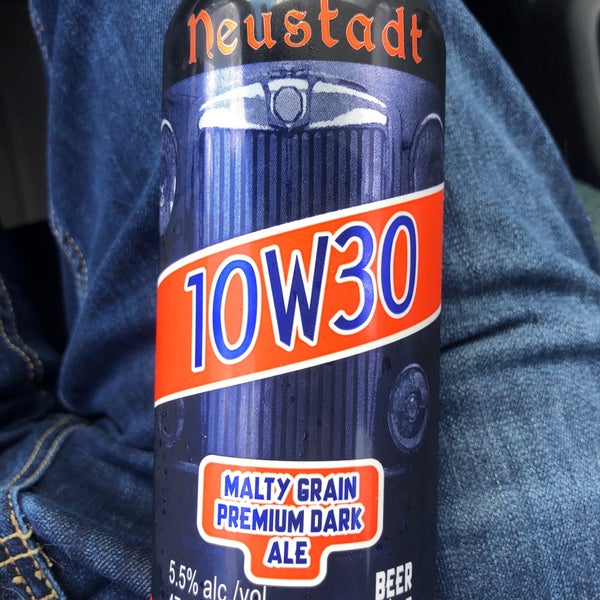 Neustadt
10W30
MALTY GRAIN
PREMIUM DARK
ALE
5.5% alc /vol
BEER